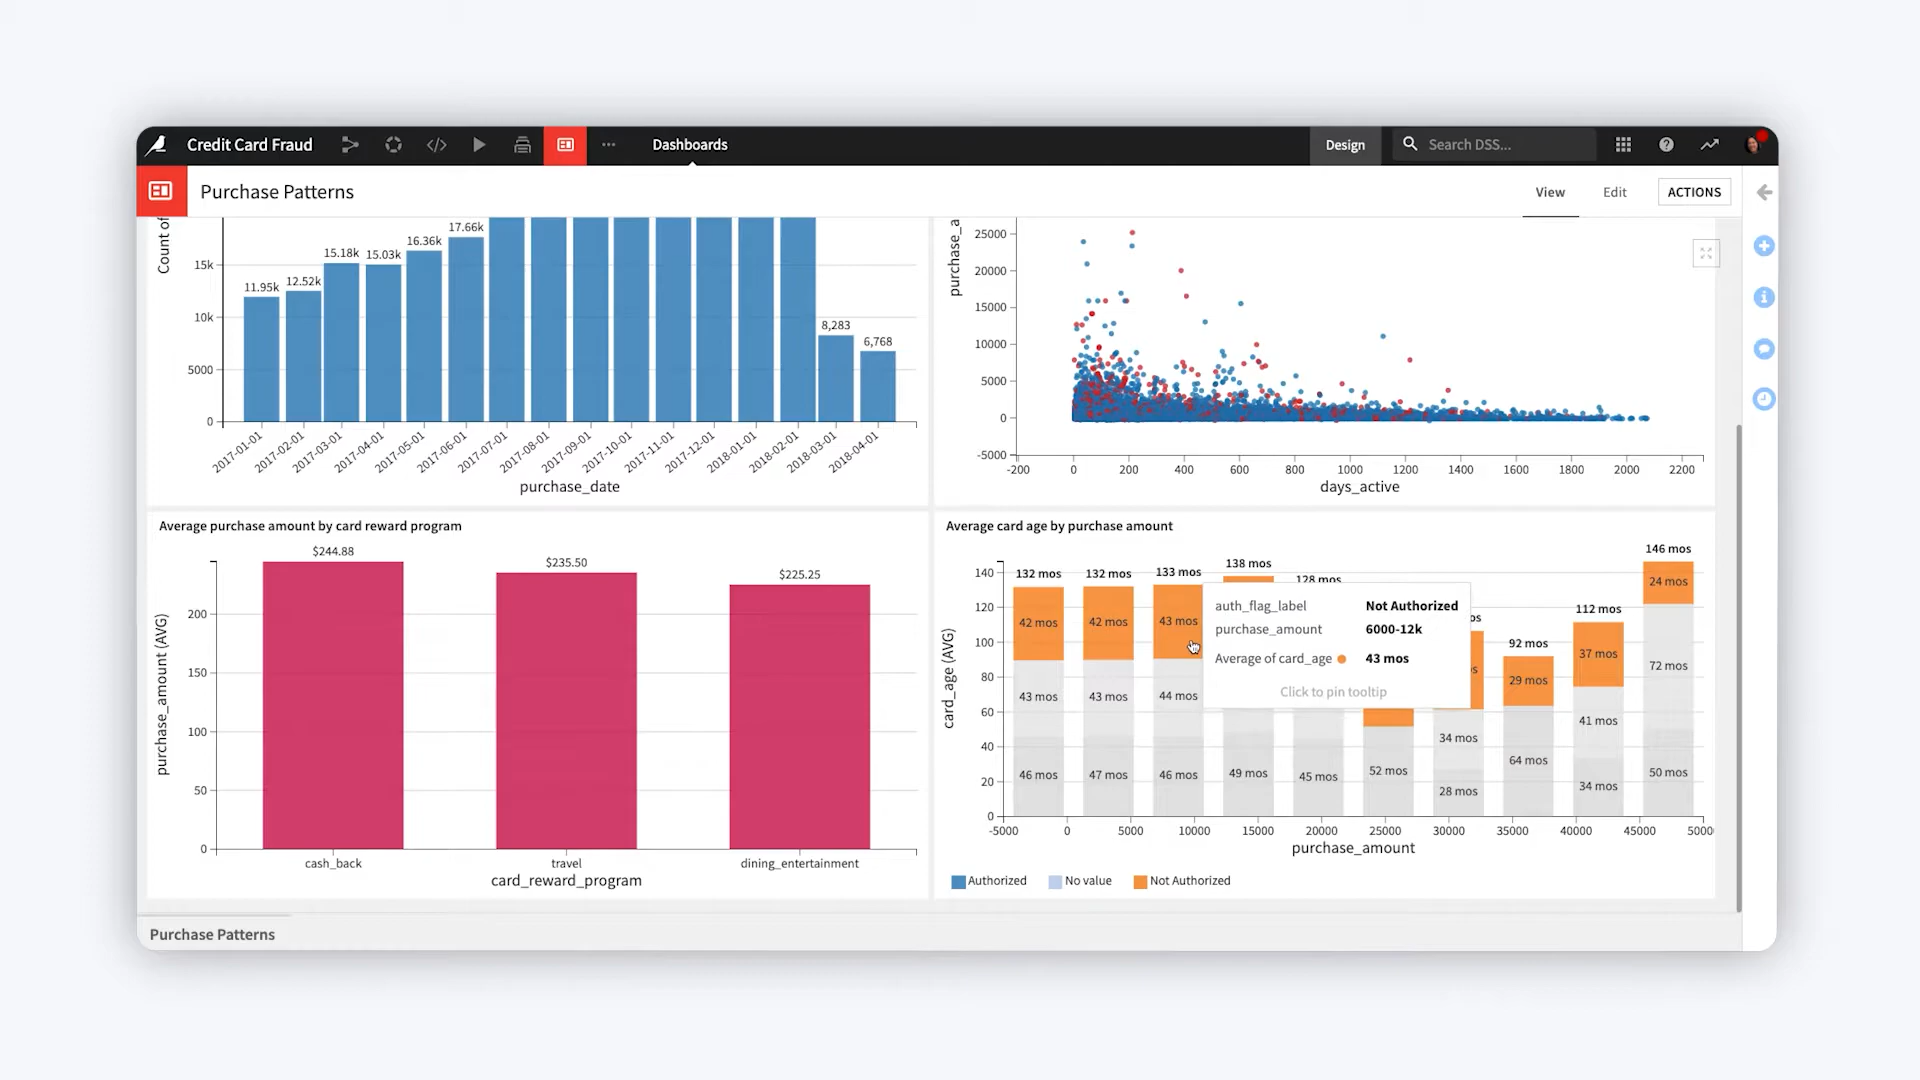 Credit Card Fraud
Dashboards
Design
Search DSS...
Purchase Patterns
View
Edit
ACTIONS
Count of
15k
10k
5000
0
11.95k
12.52k
15.18k
15.03k
16.36k
17.66k
8,283
6,768
2017-01-01
2017-02-01
2017-03-01
2017-04-01
2017-05-01
2017-06-01
2017-07-01
2017-08-01
2017-09-01
2017-10-01
2017-11-01
2017-12-01
2018-01-01
2018-02-01
2018-03-01
2018-04-01
purchase_date
purchase_a
25000
20000
15000
10000
5000
0
-5000
-200
0
200
400
600
800
1000
1200
1400
1600
1800
2000
2200
days_active
Average purchase amount by card reward program
purchase_amount (AVG)
200
150
100
50
0
$244.88
$235.50
$225.25
cash_back
travel
dining_entertainment
card_reward_program
Average card age by purchase amount
card_age (AVG)
140
120
100
80
60
40
20
0
132 mos
132 mos
133 mos
138 mos
128 mos
os
92 mos
112 mos
146 mos
42 mos
42 mos
43 mos
s
29 mos
37 mos
24 mos
43 mos
43 mos
44 mos
34 mos
41 mos
72 mos
46 mos
47 mos
46 mos
49 mos
45 mos
52 mos
28 mos
64 mos
34 mos
50 mos
auth_flag_label Not Authorized
purchase_amount 6000-12k
Average of card_age 43 mos
Click to pin tooltip
-5000
0
5000
10000
15000
20000
25000
30000
35000
40000
45000
5000
purchase_amount
Authorized
No value
Not Authorized
Purchase Patterns